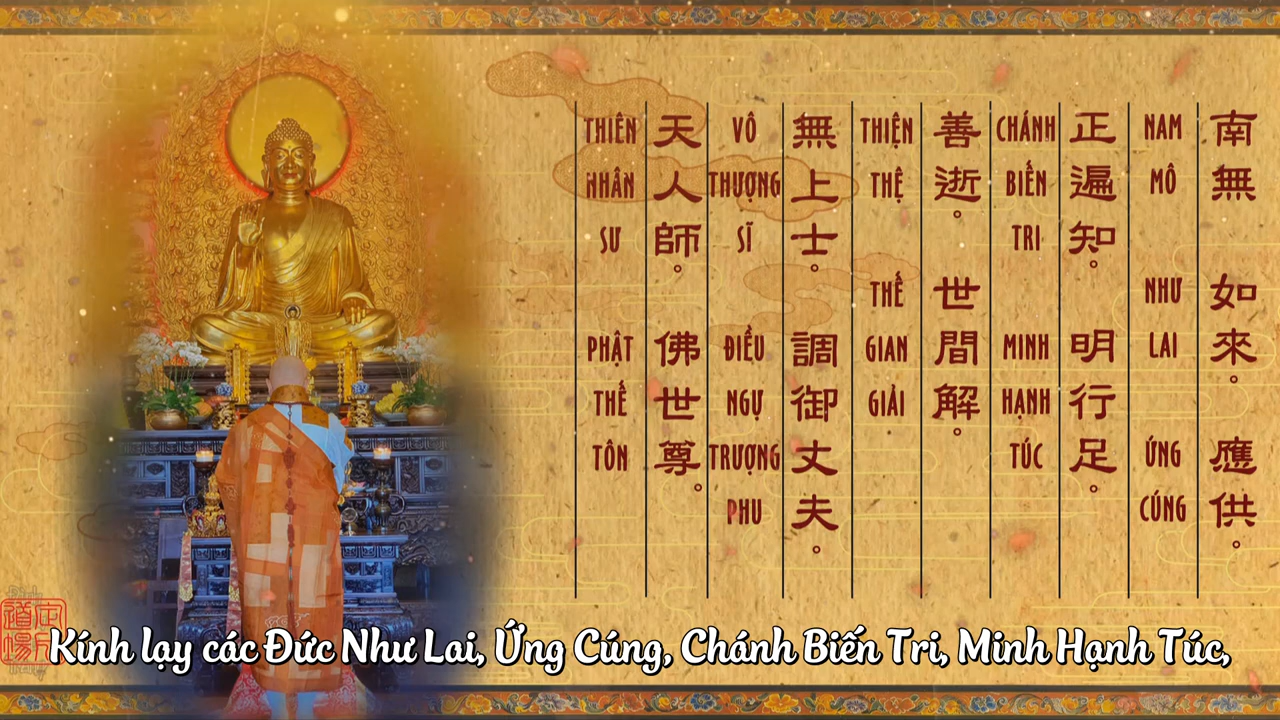 南無 如來。 應供。
NAM MÔ NHƯ LAI ỨNG CÚNG
正遍知。 明行足。
CHÁNH BIẾN TRI MINH HẠNH TÚC
善逝。 世間解。
THIỆN THỆ THẾ GIAN GIẢI
無上士。 調御丈夫。
VÔ THƯỢNG SĨ ĐIỀU NGỰ TRƯỢNG PHU
天人師。 佛世尊。
THIÊN NHÂN SƯ PHẬT THẾ TÔN
Kính lạy các Đức Như Lai, Ứng Cúng, Chánh Biến Tri, Minh Hạnh Túc,